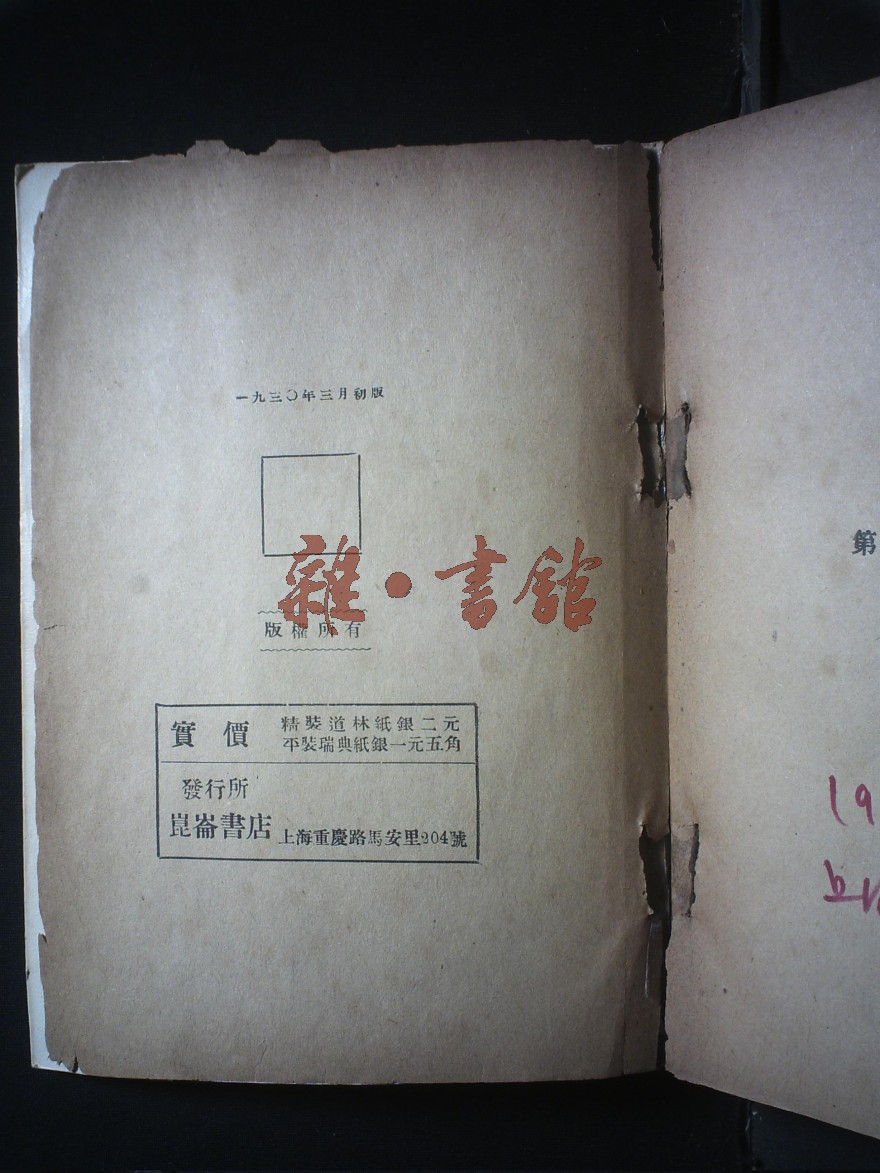 一九三〇年三月初版
雜·書館
版權所有
實價
精裝道林紙銀二元
平裝瑞典紙銀一元五角
發行所
崑崙書店
上海重慶路馬安里204號
第
19